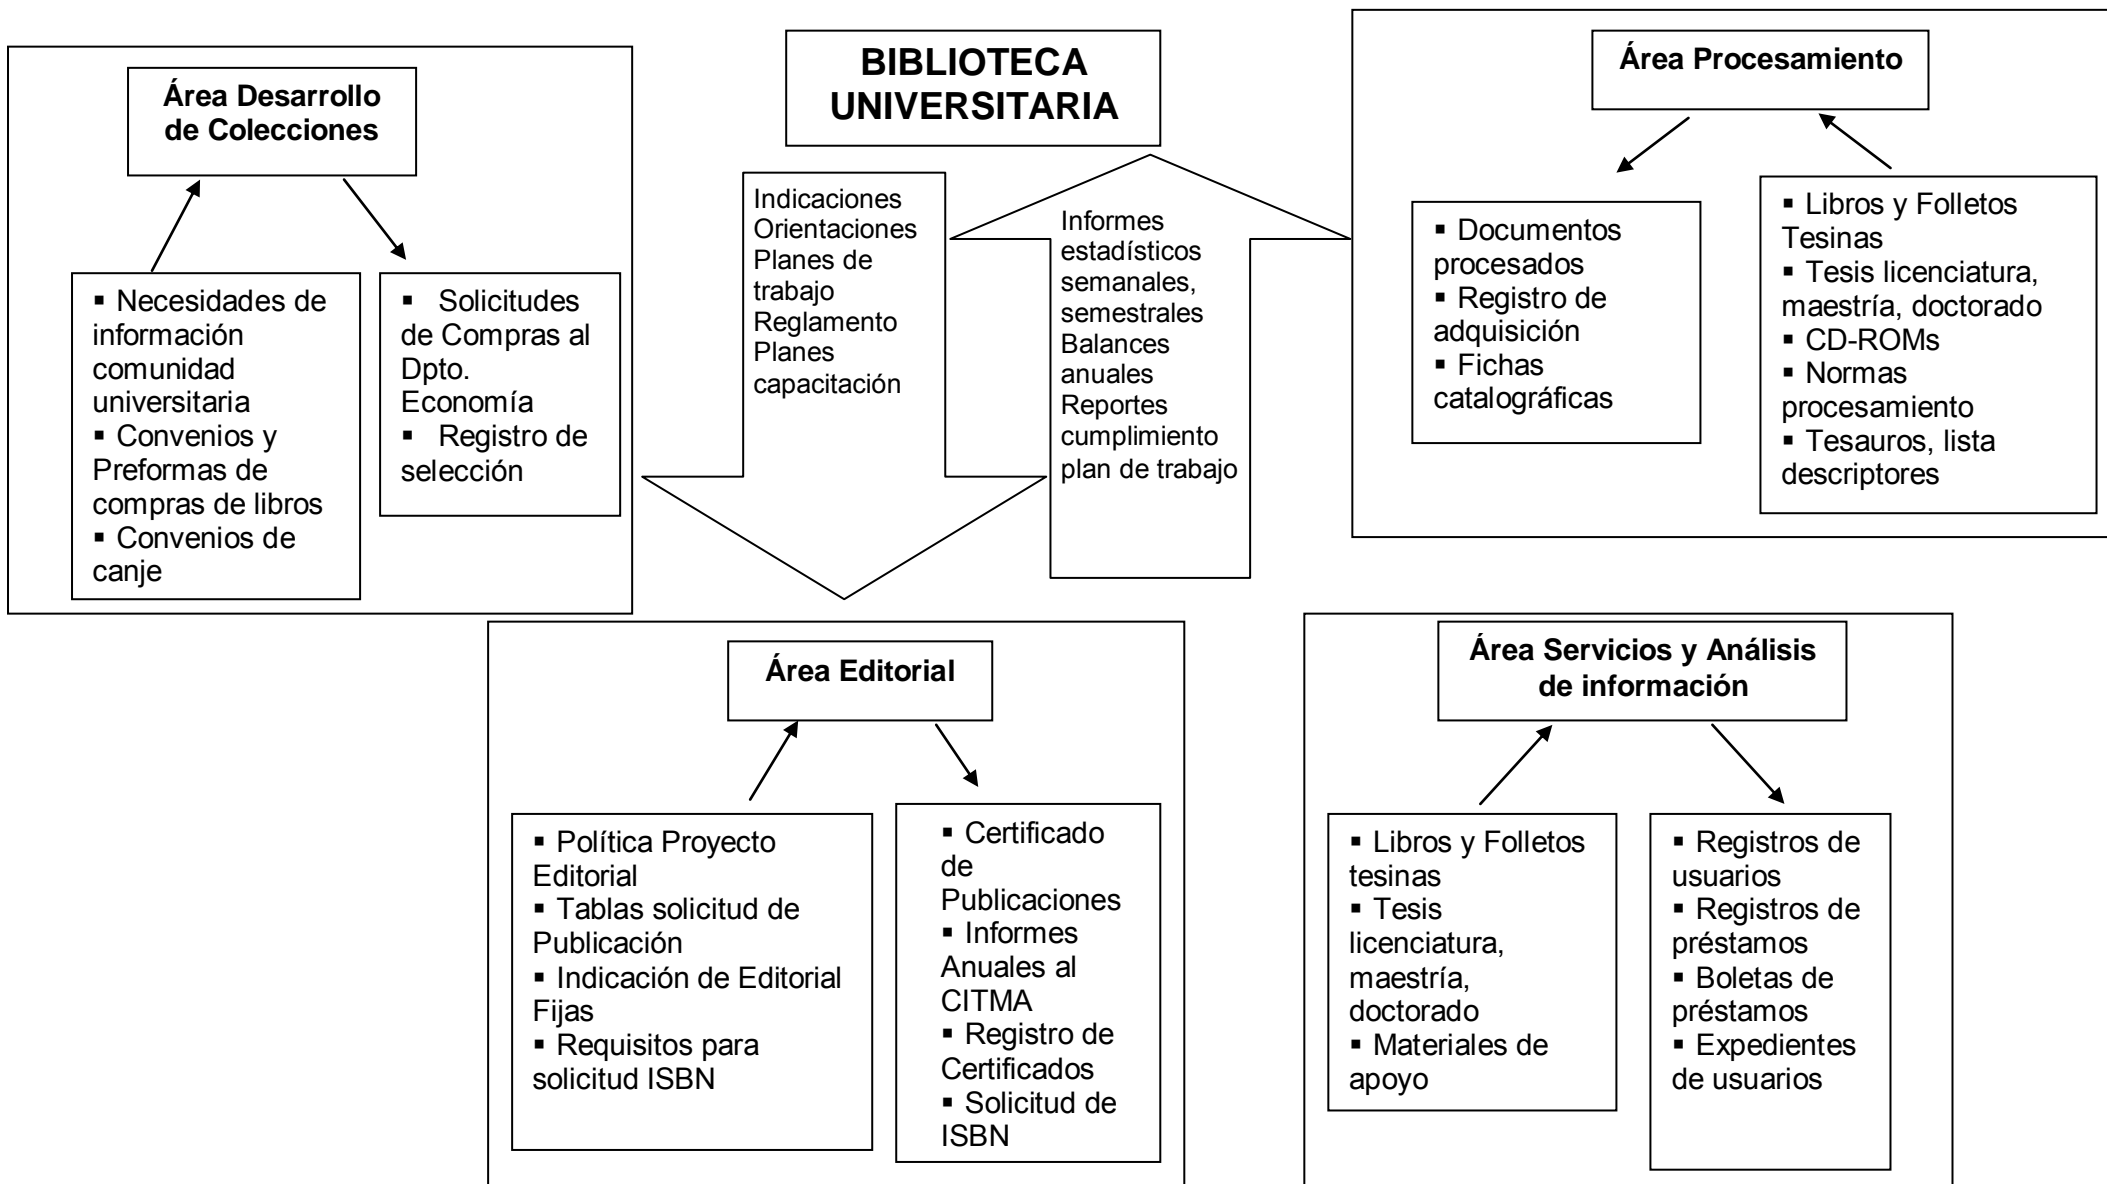 BIBLIOTECA
UNIVERSITARIA
Área Desarrollo
de Colecciones
▪ Necesidades de
información
comunidad
universitaria
▪ Convenios y
Preformas de
compras de libros
▪ Convenios de
canje
▪ Solicitudes
de Compras al
Dpto.
Economía
▪ Registro de
selección
Indicaciones
Orientaciones
Planes de
trabajo
Reglamento
Planes
capacitación
Informes
estadísticos
semanales,
semestrales
Balances
anuales
Reportes
cumplimiento
plan de trabajo
Área Procesamiento
▪ Documentos
procesados
▪ Registro de
adquisición
▪ Fichas
catalográficas
▪ Libros y Folletos
Tesinas
▪ Tesis licenciatura,
maestría, doctorado
▪ CD-ROMs
▪ Normas
procesamiento
▪ Tesauros, lista
descriptores
Área Editorial
▪ Política Proyecto
Editorial
▪ Tablas solicitud de
Publicación
▪ Indicación de Editorial
Fijas
▪ Requisitos para
solicitud ISBN
▪ Certificado
de
Publicaciones
▪ Informes
Anuales al
CITMA
▪ Registro de
Certificados
▪ Solicitud de
ISBN
Área Servicios y Análisis
de información
▪ Libros y Folletos
tesinas
▪ Tesis
licenciatura,
maestría,
doctorado
▪ Materiales de
apoyo
▪ Registros de
usuarios
▪ Registros de
préstamos
▪ Boletas de
préstamos
▪ Expedientes
de usuarios